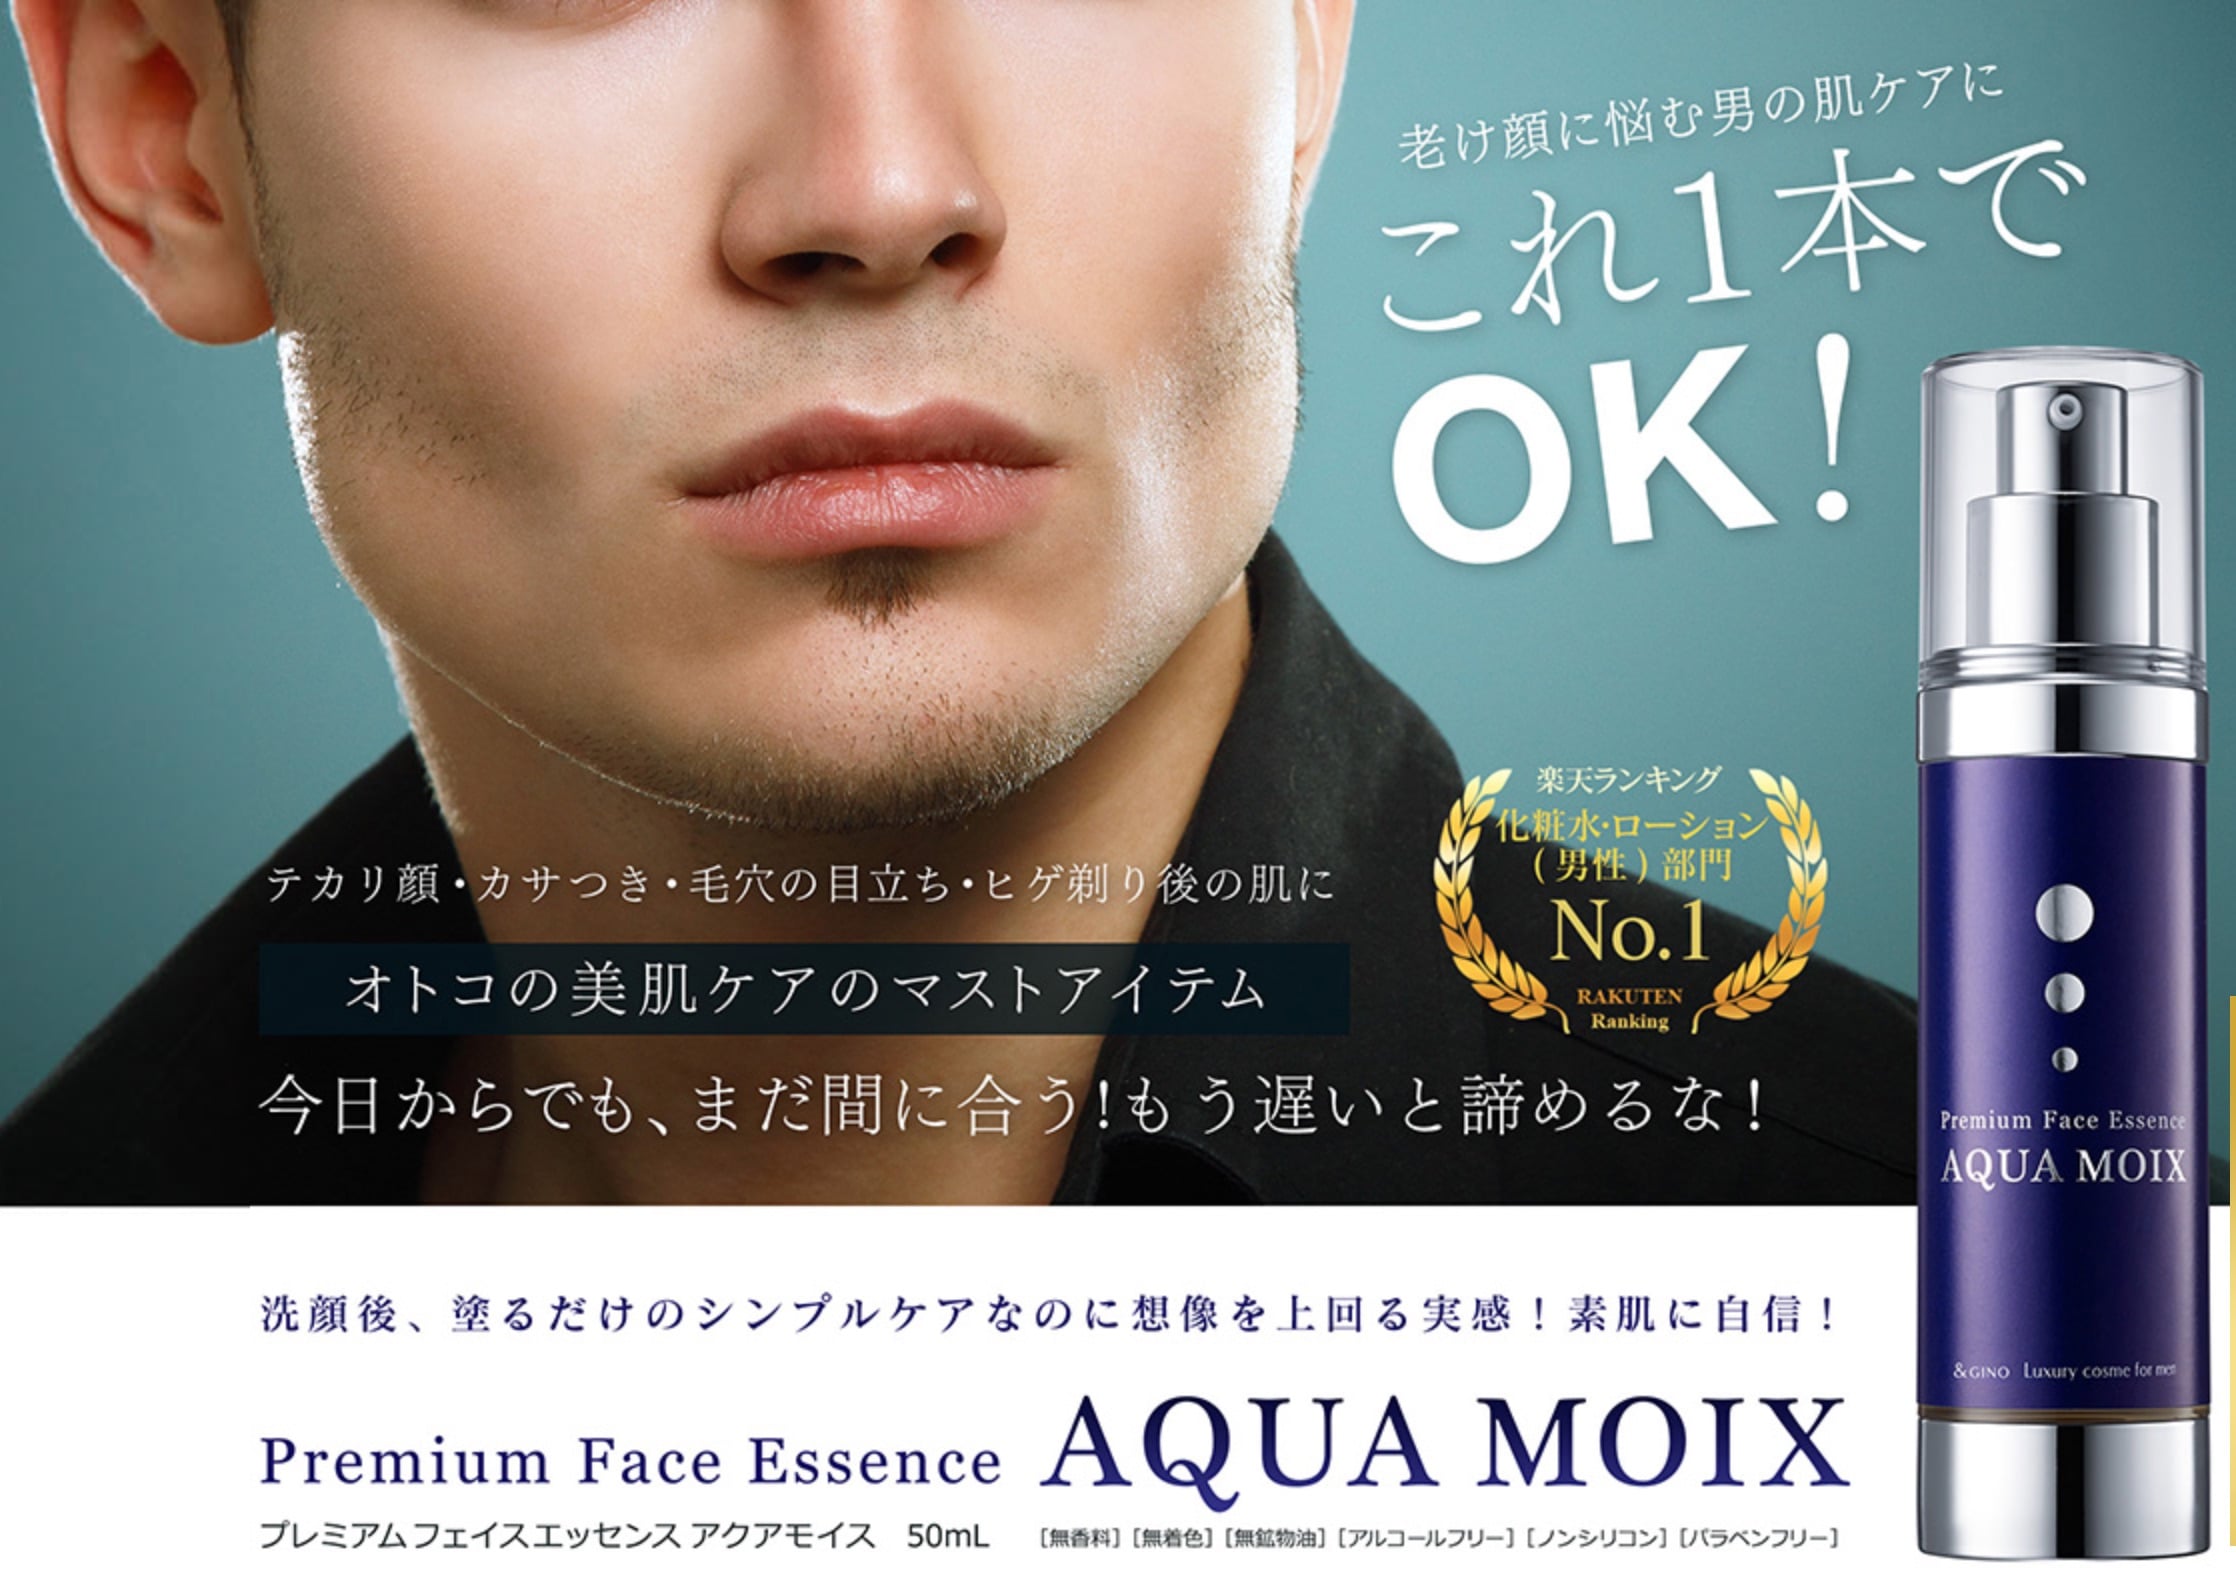 老け顔に悩む男の肌ケアに
これ1本で
OK!
楽天ランキング
化粧水・ローション
(男性)部門
No.1
RAKUTEN
Ranking
テカリ顔・カサつき・毛穴の目立ち・ヒゲ剃り後の肌に
オトコの美肌ケアのマストアイテム
今日からでも、まだ間に合う!もう遅いと諦めるな!
Premium Face Essence
AQUA MOIX
&GINO Luxury cosme for men
洗顔後、塗るだけのシンプルケアなのに想像を上回る実感!素肌に自信!
Premium Face Essence AQUA MOIX
プレミアムフェイスエッセンス アクアモイス 50mL [無香料] [無着色] [無鉱物油] [アルコールフリー] [ノンシリコン] [パラベンフリー]